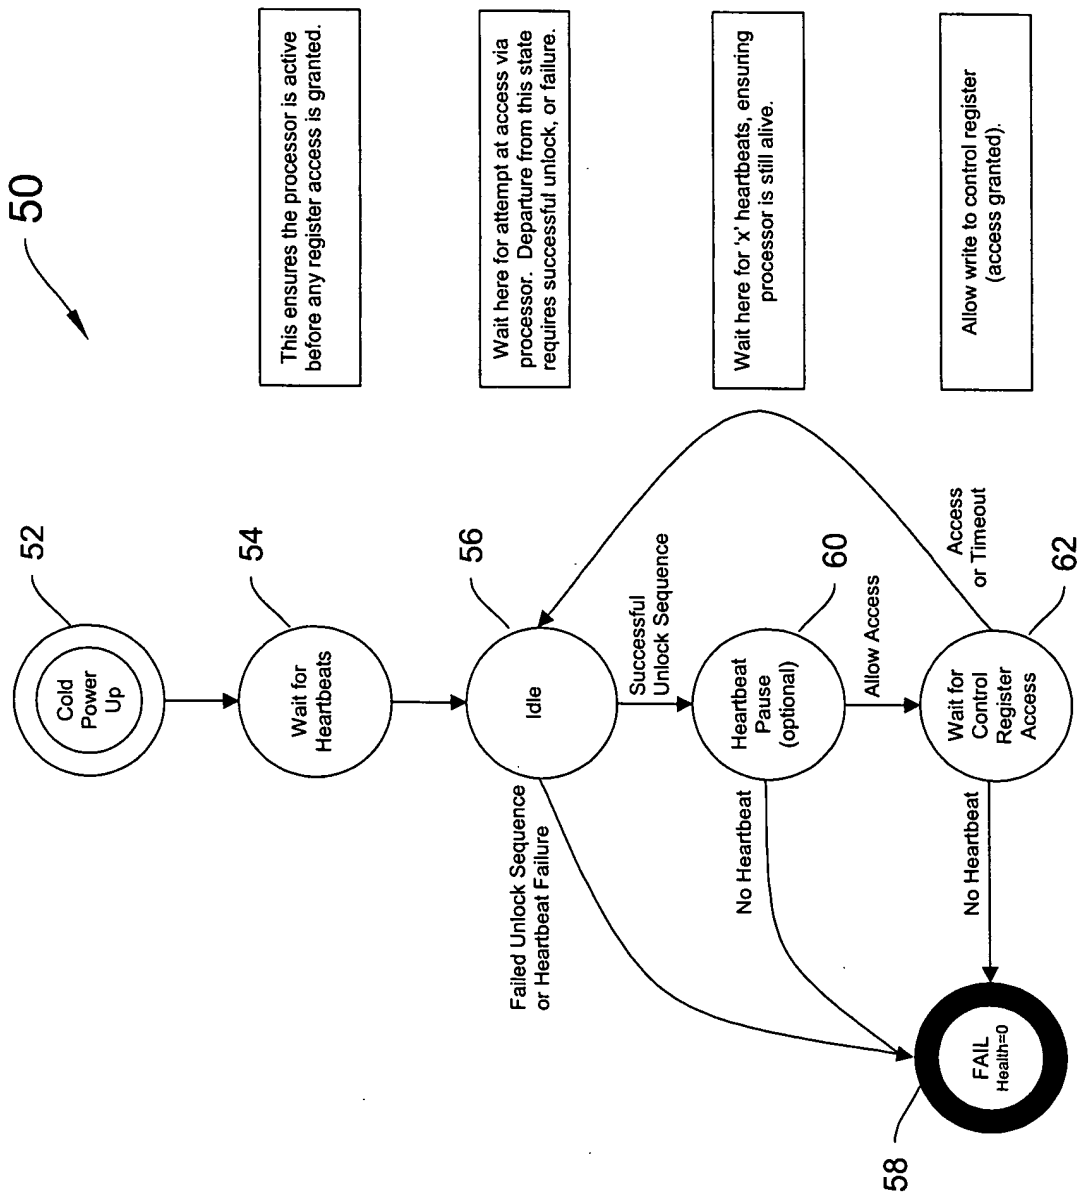 50
52
Cold
Power
Up
54
Wait for
Heartbeats
This ensures the processor is active
before any register access is granted.
56
Idle
Wait here for attempt at access via
processor. Departure from this state
requires successful unlock, or failure.
Failed Unlock Sequence
or Heartbeat Failure
Successful
Unlock Sequence
60
Heartbeat
Pause
(optional)
Wait here for 'x' heartbeats, ensuring
processor is still alive.
No Heartbeat
Allow Access
Access
or Timeout
62
Wait for
Control
Register
Access
Allow write to control register
(access granted).
No Heartbeat
58
FAIL
Health=0